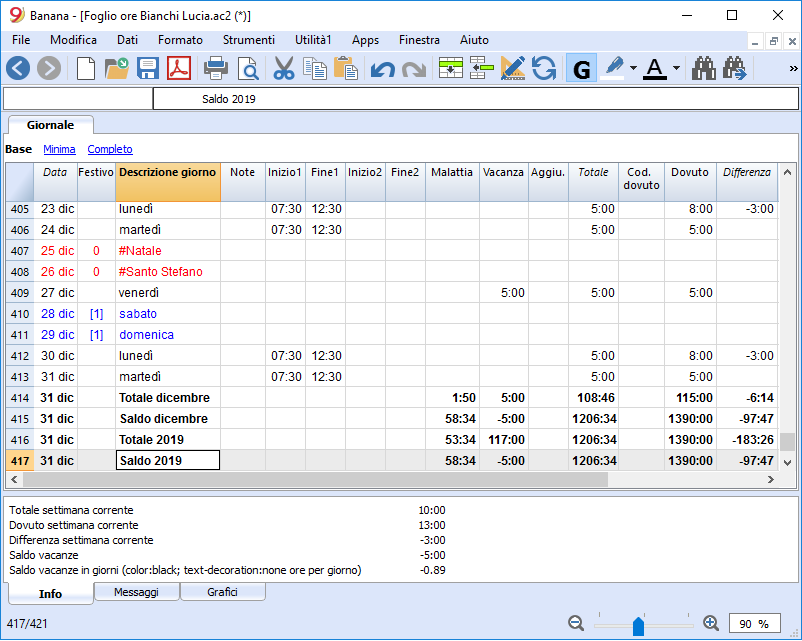 Banana - [Foglio ore Bianchi Lucia.ac2 (*)]
File Modifica Dati Formato Strumenti Utilità1 Apps Finestra Aiuto
G A »
Saldo 2019
Giornale
Base Minima Completo
Data Festivo Descrizione giorno Note Inizio1 Fine1 Inizio2 Fine2 Malattia Vacanza Aggiu. Totale Cod. dovuto Dovuto Differenza
405 23 dic lunedì 07:30 12:30 5:00 8:00 -3:00
406 24 dic martedì 07:30 12:30 5:00 5:00
407 25 dic 0 #Natale
408 26 dic 0 #Santo Stefano
409 27 dic venerdì 5:00 5:00 5:00
410 28 dic [1] sabato
411 29 dic [1] domenica
412 30 dic lunedì 07:30 12:30 5:00 8:00 -3:00
413 31 dic martedì 07:30 12:30 5:00 5:00
414 31 dic Totale dicembre 1:50 5:00 108:46 115:00 -6:14
415 31 dic Saldo dicembre 58:34 -5:00 1206:34 1390:00 -97:47
416 31 dic Totale 2019 53:34 117:00 1206:34 1390:00 -183:26
417 31 dic Saldo 2019 58:34 -5:00 1206:34 1390:00 -97:47
Totale settimana corrente 10:00
Dovuto settimana corrente 13:00
Differenza settimana corrente -3:00
Saldo vacanze -5:00
Saldo vacanze in giorni (color:black; text-decoration:none ore per giorno) -0.89
Info Messaggi Grafici
417/421 90 %